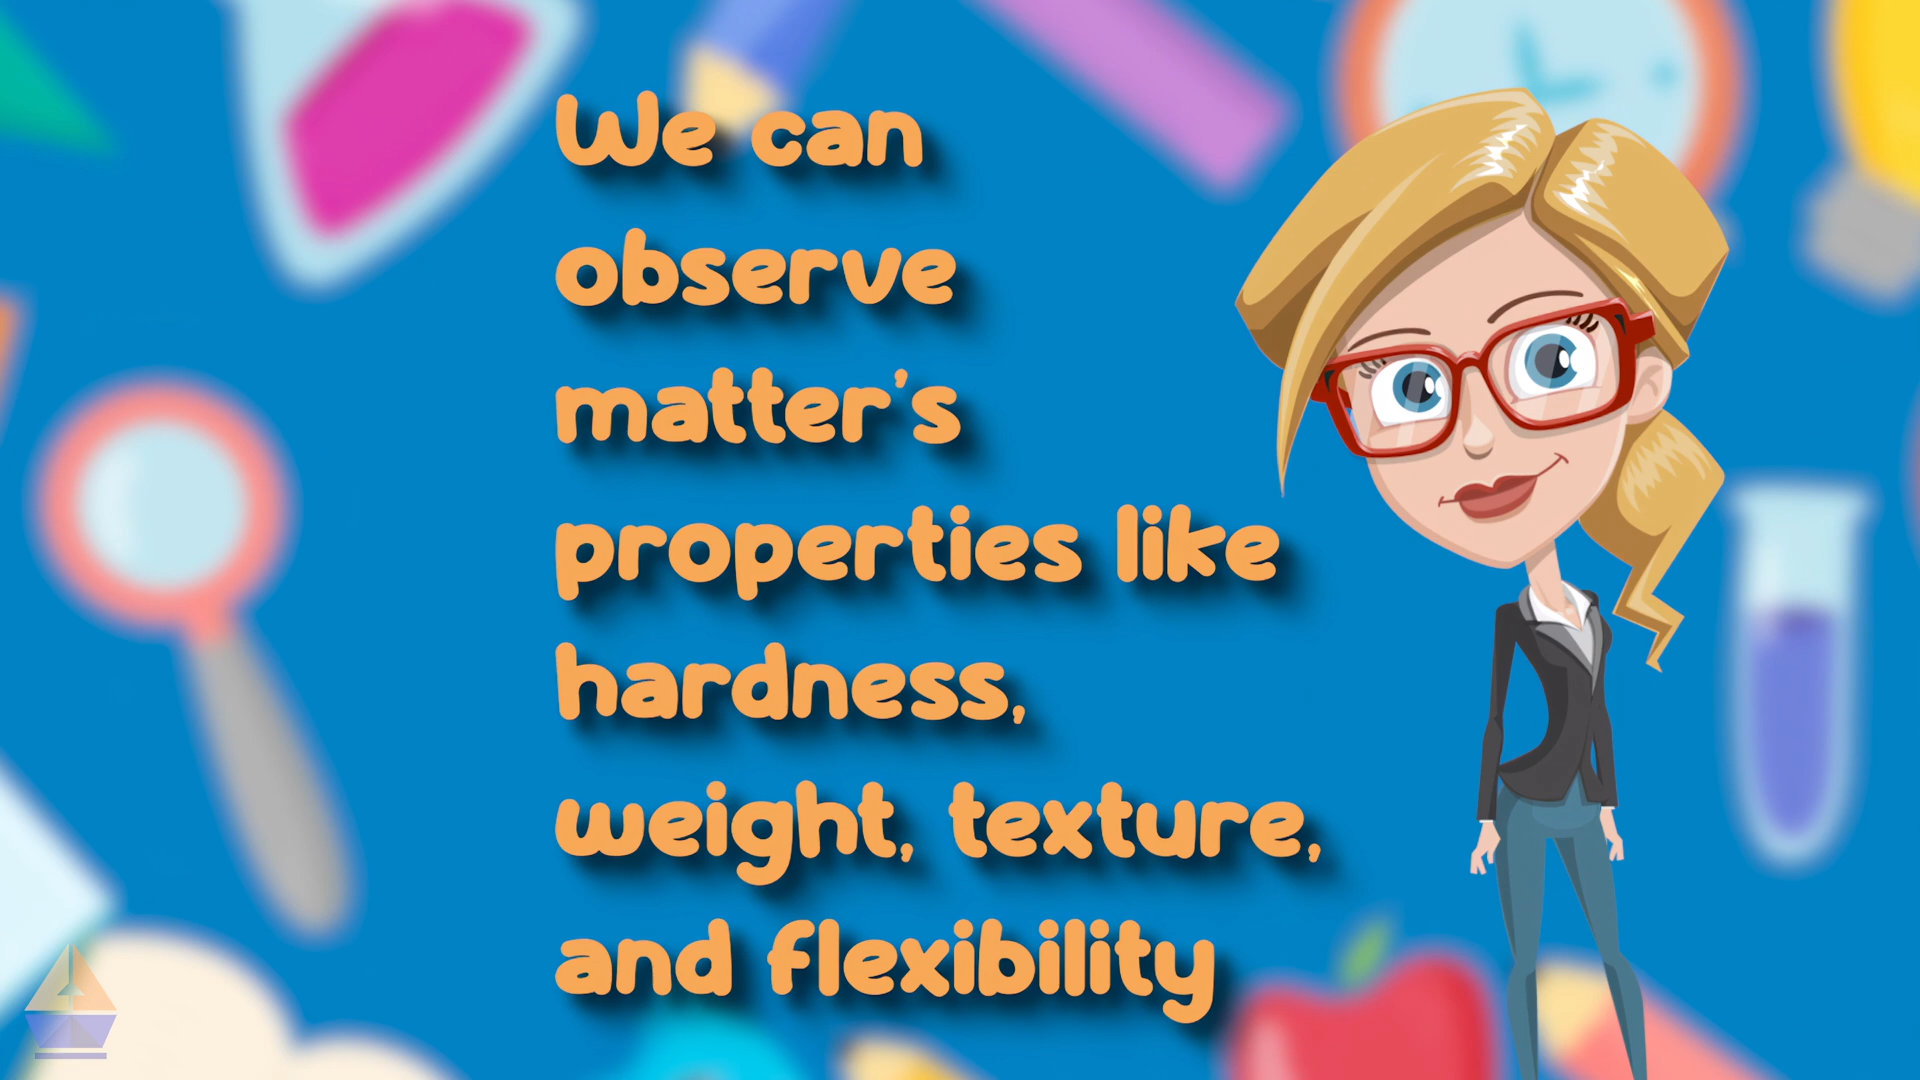 We can
observe
matter's
properties like
hardness,
weight, texture,
and flexibility